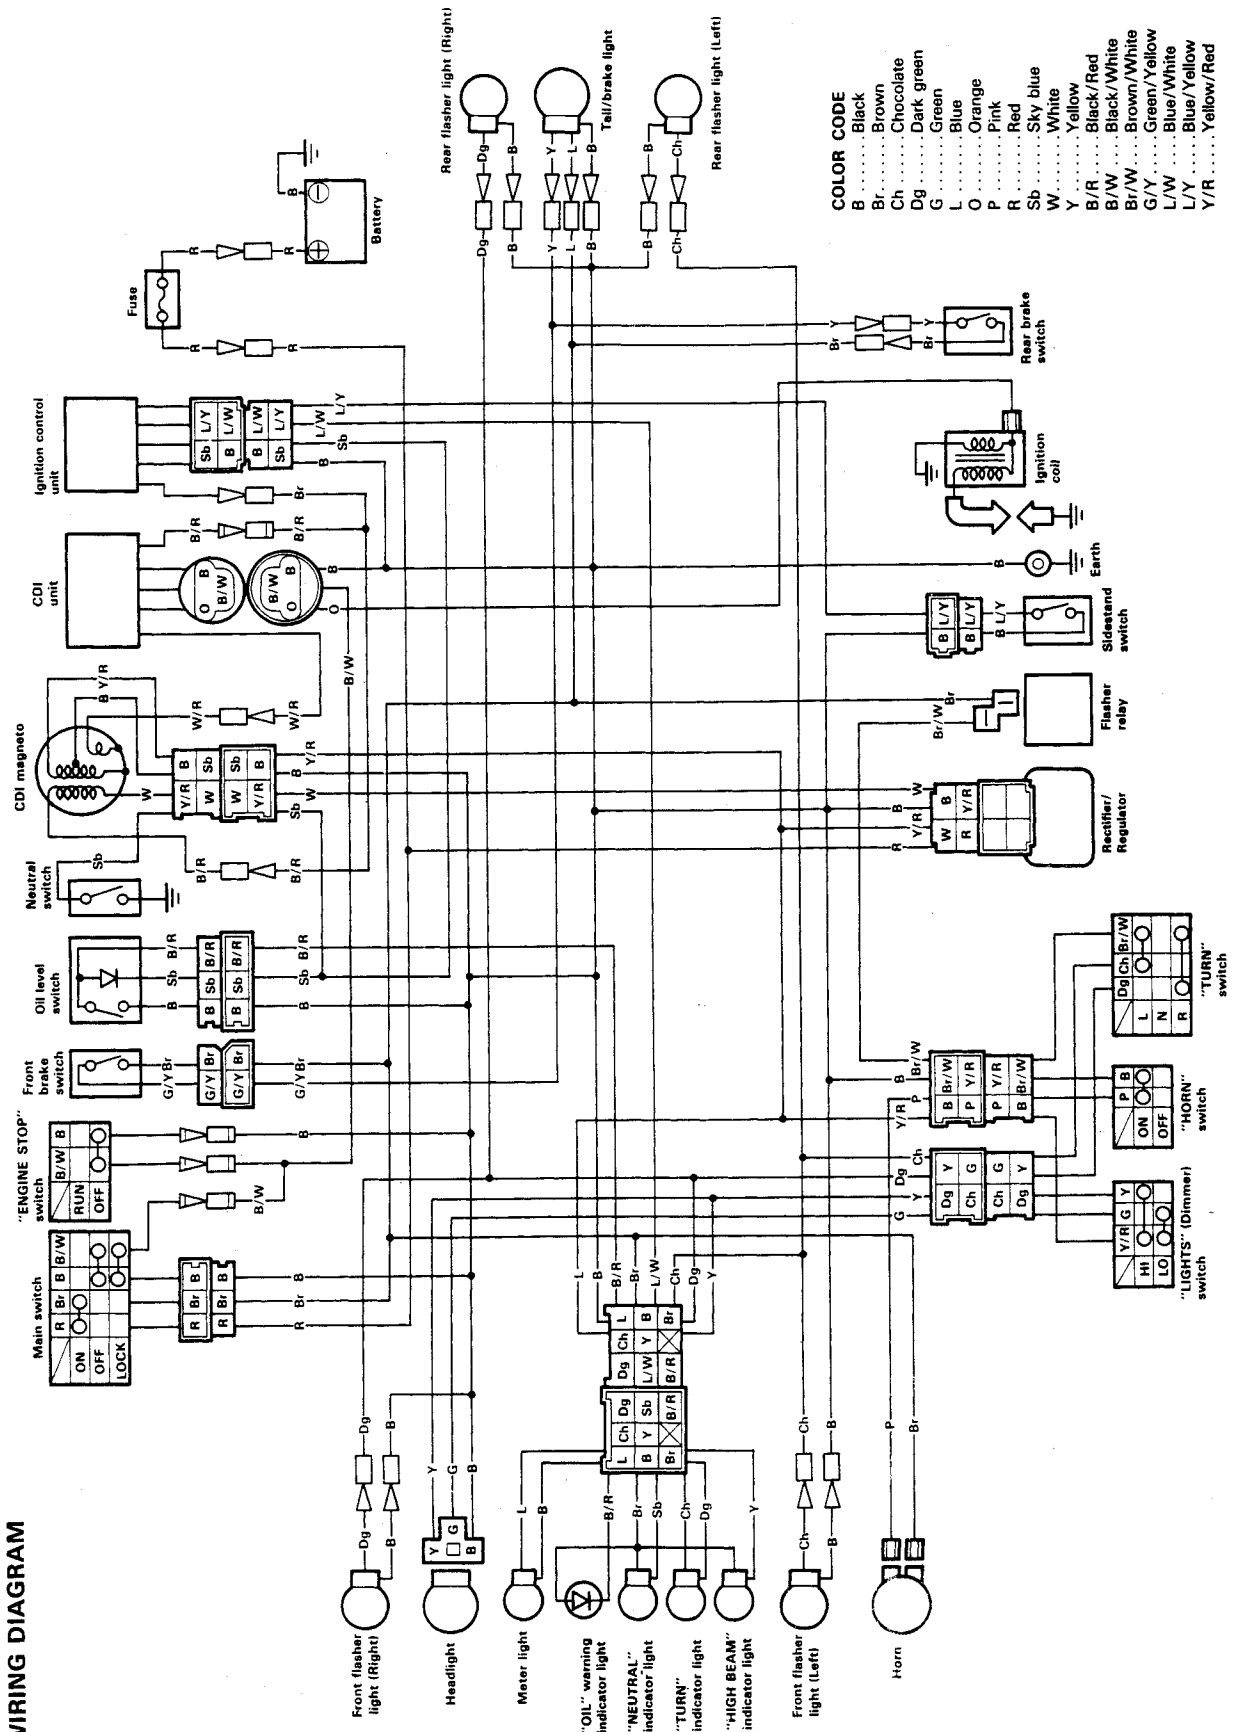 WIRING DIAGRAM
Main switch
R
Br
B
B/W
ON
OFF
LOCK
"ENGINE STOP"
switch
B/W
B
RUN
OFF
Front
brake
switch
Oil level
switch
Neutral
switch
CDI magneto
CDI
unit
Ignition control
unit
Fuse
Battery
Rear flasher light (Right)
Tail/brake light
Rear flasher light (Left)
COLOR CODE
B ....... Black
Br ....... Brown
Ch ....... Chocolate
Dg ....... Dark green
G ....... Green
L ....... Blue
O ....... Orange
P ....... Pink
R ....... Red
Sb ....... Sky blue
W ....... White
Y ....... Yellow
B/R ..... Black/Red
B/W .... Black/White
Br/W ... Brown/White
G/Y ..... Green/Yellow
L/W ..... Blue/White
L/Y ..... Blue/Yellow
Y/R ..... Yellow/Red
Rear brake
switch
Ignition
coil
Earth
Sidestand
switch
Flasher
relay
Rectifier/
Regulator
"TURN"
switch
Dg
Ch
Br/W
L
N
R
"HORN"
switch
P
B
ON
OFF
"LIGHTS" (Dimmer)
switch
Y/R
G
Y
HI
LO
Front flasher
light (Right)
Headlight
Meter light
"OIL" warning
indicator light
"NEUTRAL"
indicator light
"TURN"
indicator light
"HIGH BEAM"
indicator light
Front flasher
light (Left)
Horn